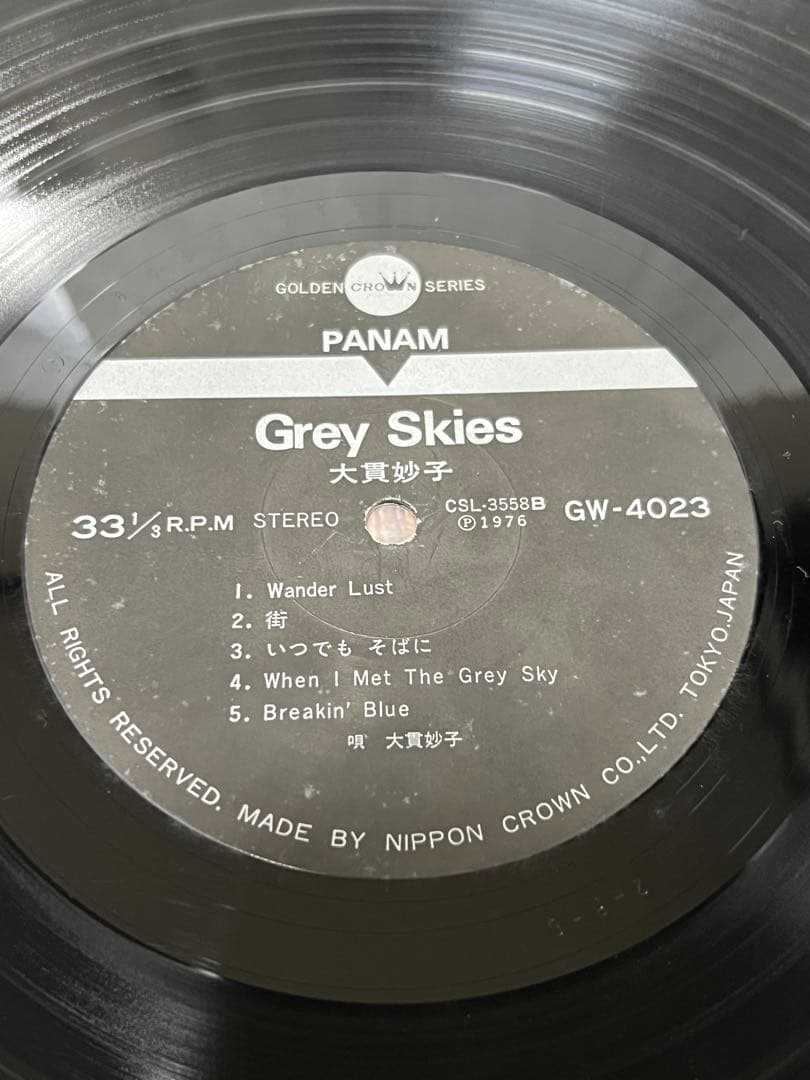 GOLDEN CROWN SERIES
PANAM
Grey Skies
大貫妙子
33 1/3 R.P.M STEREO CSL-3558B Ⓟ1976 GW-4023
1. Wander Lust
2. 街
3. いつでも そばに
4. When I Met The Grey Sky
5. Breakin' Blue
唄 大貫妙子
ALL RIGHTS RESERVED. MADE BY NIPPON CROWN CO.,LTD. TOKYO.JAPAN